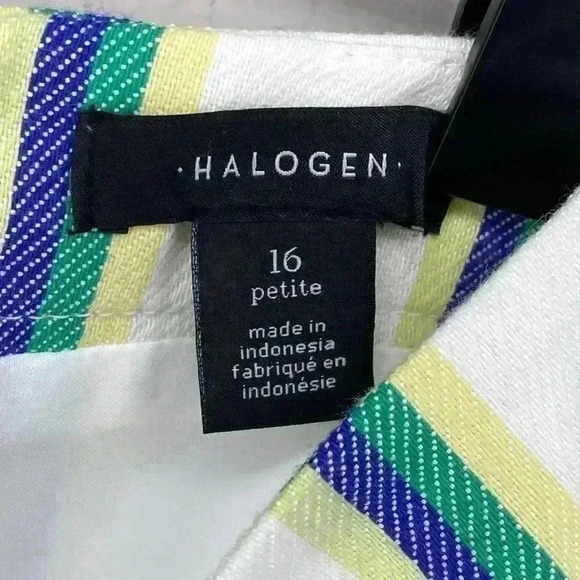 · HALOGEN ·
16
petite
made in
indonesia
fabriqué en
indonésie